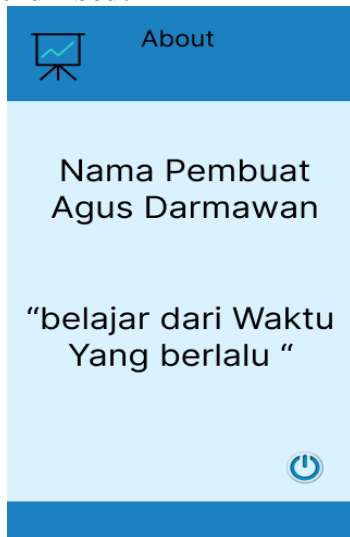 About
Nama Pembuat
Agus Darmawan
“belajar dari Waktu
Yang berlalu “